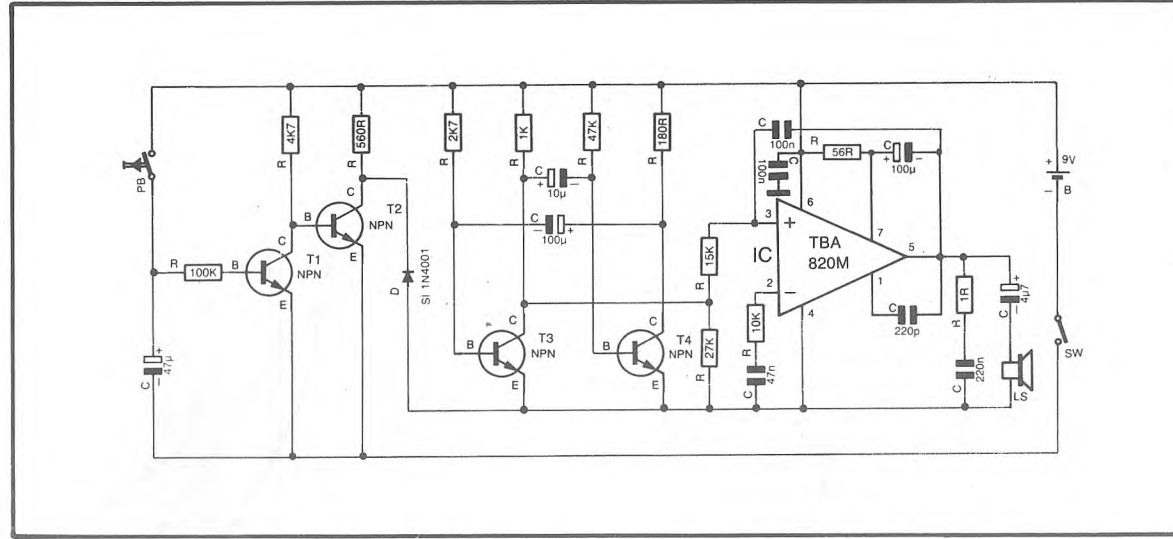 PB
C
+
−
47µ
R
100K
B
C
E
T1
NPN
4K7
R
560R
R
B
C
E
T2
NPN
D
SI 1N4001
2K7
R
1K
R
47K
R
180R
R
C
+
−
10µ
C
−
+
100µ
B
C
E
T3
NPN
B
C
E
T4
NPN
15K
R
27K
R
C
100n
C
100n
R
56R
C
+
−
100µ
IC
TBA
820M
3
+
2
−
6
7
5
1
4
10K
R
C
47n
C
220p
1R
R
C
220n
+
C
−
4µ7
LS
+
9V
−
B
SW